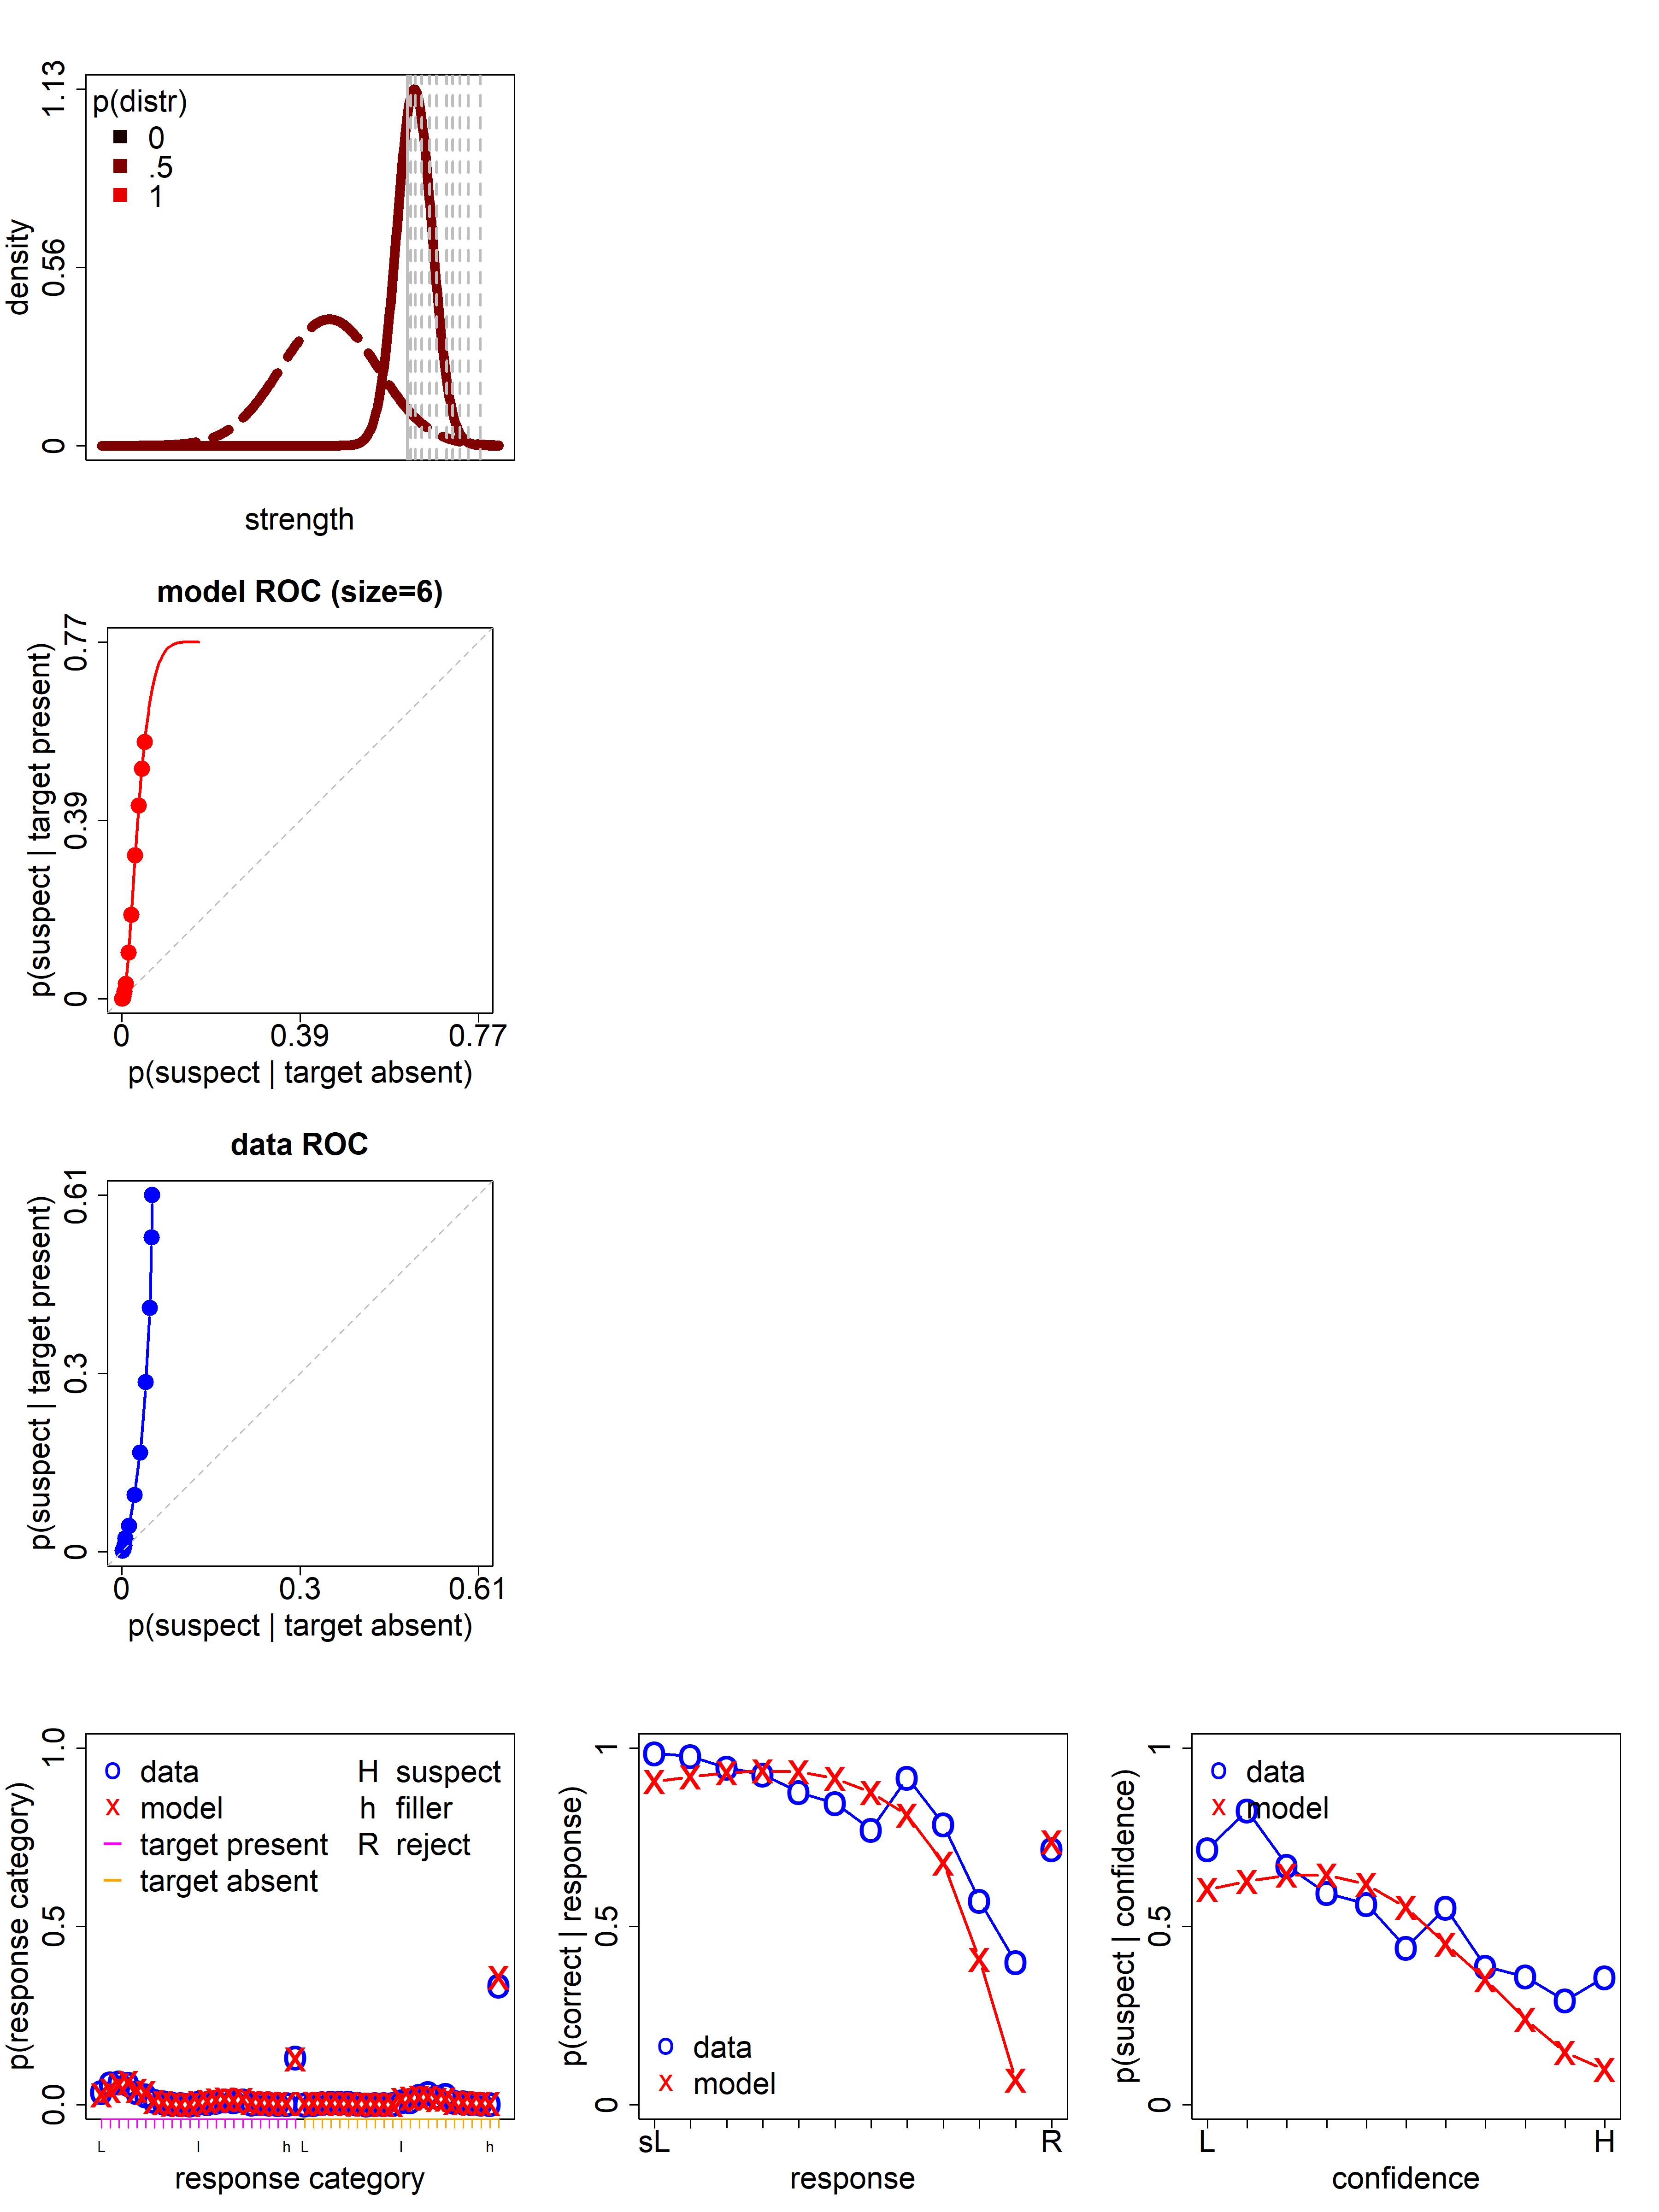 p(distr)
0
.5
1
density
0
0.56
1.13
strength
model ROC (size=6)
p(suspect | target present)
0
0.39
0.77
0
0.39
0.77
p(suspect | target absent)
data ROC
p(suspect | target present)
0
0.3
0.61
0
0.3
0.61
p(suspect | target absent)
p(response category)
0.0
0.5
1.0
o data
x model
target present
target absent
H suspect
h filler
R reject
L l h L l h
response category
p(correct | response)
0
0.5
1
o data
x model
sL R
response
p(suspect | confidence)
0
0.5
1
o data
x model
L H
confidence